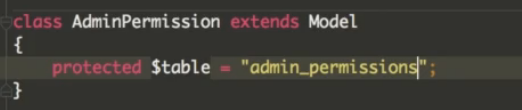 class AdminPermission extends Model
{
    protected $table = "admin_permissions";
}